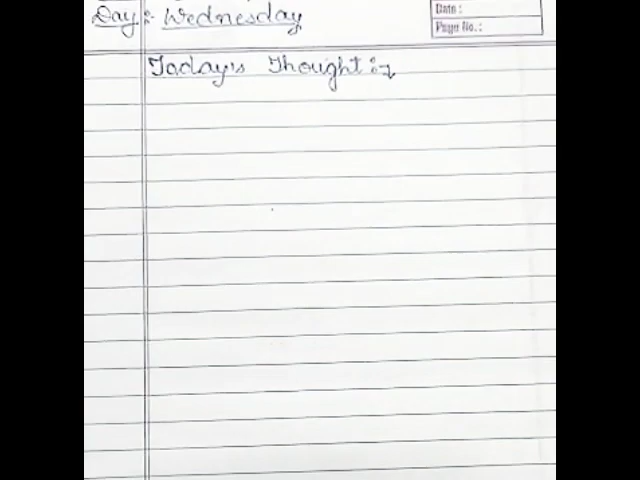 Day :- Wednesday
Date :
Page No. :
Today's Thought :-